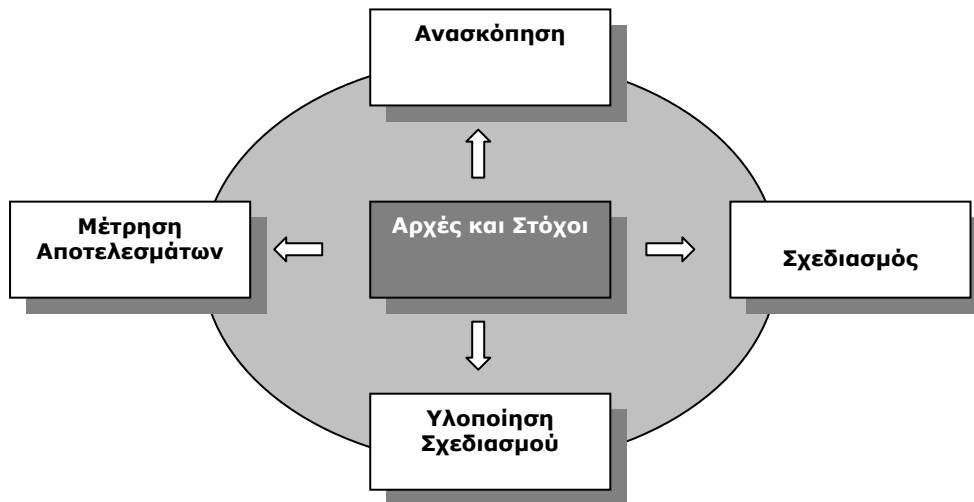 Ανασκόπηση
Μέτρηση
Αποτελεσμάτων
Αρχές και Στόχοι
Σχεδιασμός
Υλοποίηση
Σχεδιασμού